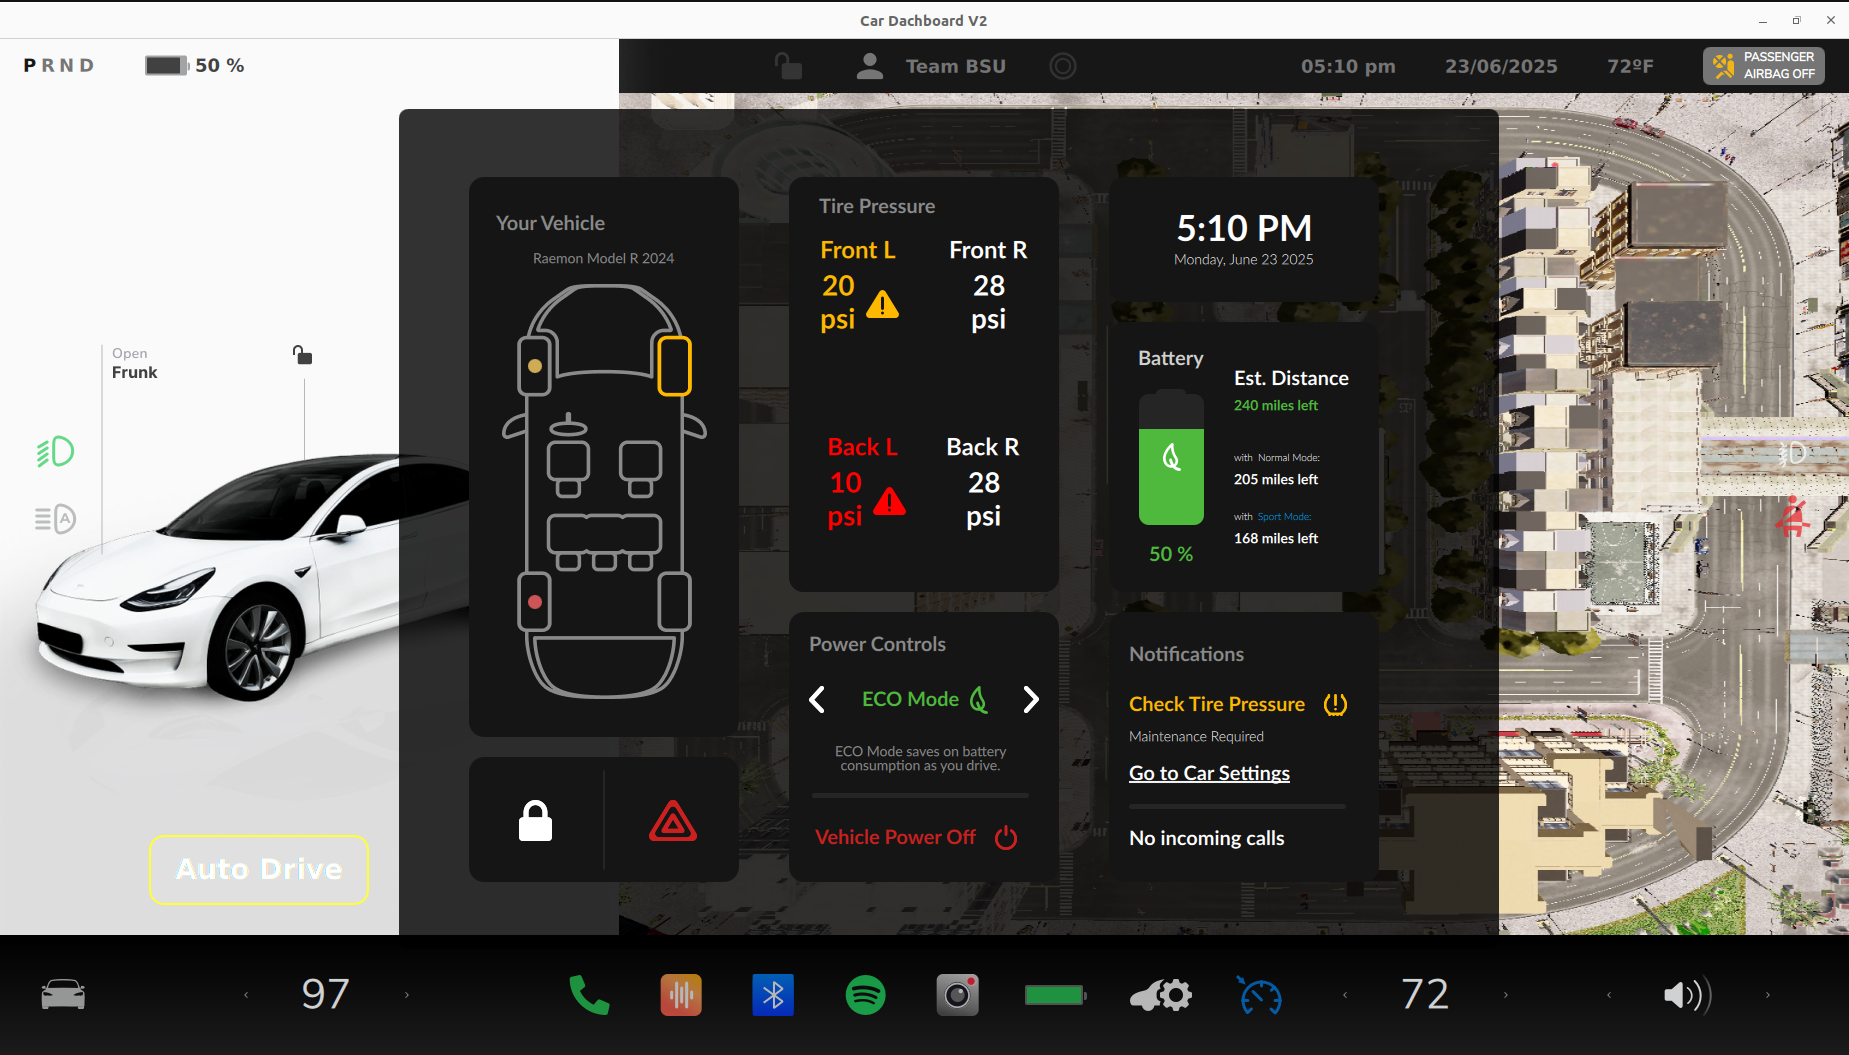 Car Dachboard V2
P R N D
50 %
Team BSU
05:10 pm
23/06/2025
72ºF
PASSENGER
AIRBAG OFF
Open
Frunk
A
Auto Drive
Your Vehicle
Raemon Model R 2024
Tire Pressure
Front L
20
psi
Front R
28
psi
Back L
10
psi
Back R
28
psi
5:10 PM
Monday, June 23 2025
Battery
50 %
Est. Distance
240 miles left
with Normal Mode:
205 miles left
with Sport Mode:
168 miles left
Power Controls
ECO Mode
ECO Mode saves on battery
consumption as you drive.
Vehicle Power Off
Notifications
Check Tire Pressure
Maintenance Required
Go to Car Settings
No incoming calls
97
72